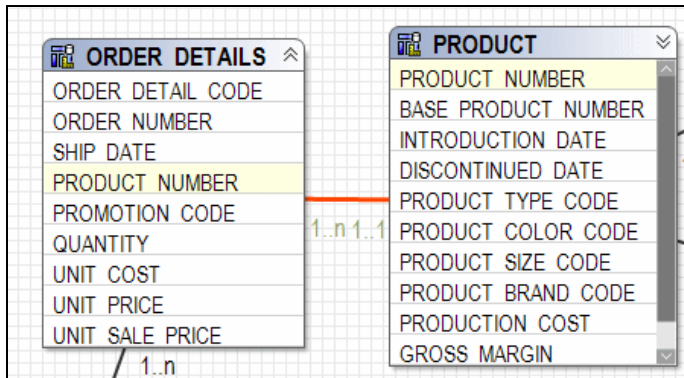 ORDER DETAILS
ORDER DETAIL CODE
ORDER NUMBER
SHIP DATE
PRODUCT NUMBER
PROMOTION CODE
QUANTITY
UNIT COST
UNIT PRICE
UNIT SALE PRICE
1..n
1..n 1..1
PRODUCT
PRODUCT NUMBER
BASE PRODUCT NUMBER
INTRODUCTION DATE
DISCONTINUED DATE
PRODUCT TYPE CODE
PRODUCT COLOR CODE
PRODUCT SIZE CODE
PRODUCT BRAND CODE
PRODUCTION COST
GROSS MARGIN